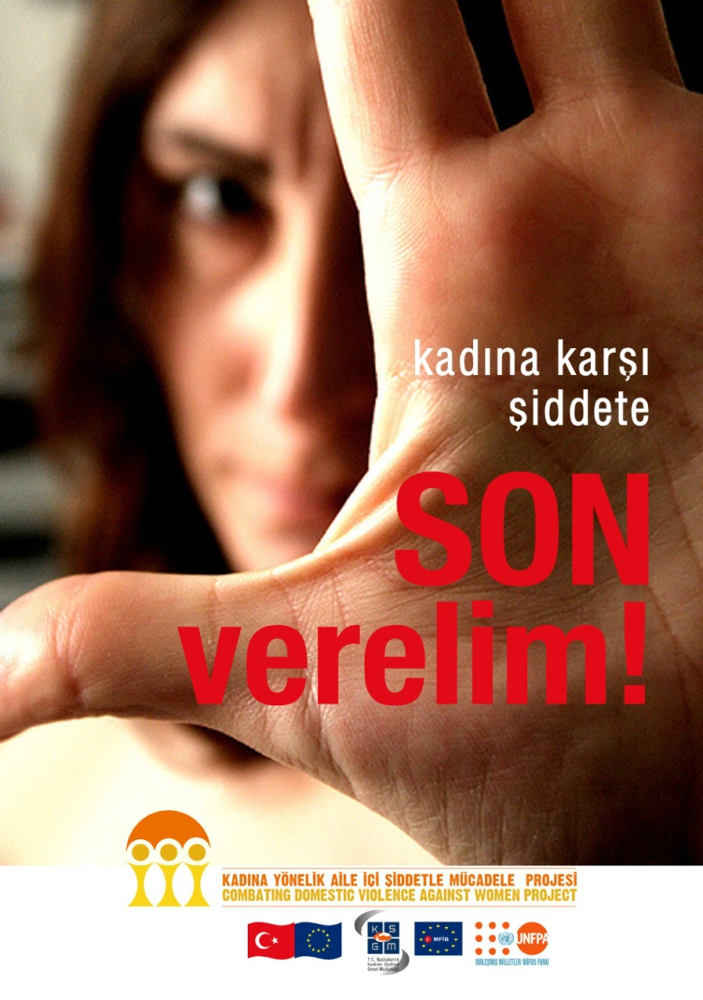 kadına karşı
şiddete
SON
verelim!
KADINA YÖNELİK AİLE İÇİ ŞİDDETLE MÜCADELE PROJESİ
COMBATING DOMESTIC VIOLENCE AGAINST WOMEN PROJECT
K S
G M
T.C. Başbakanlık
Kadının Statüsü
Genel Müdürlüğü
MFİB
UNFPA
BİRLEŞMİŞ MİLLETLER NÜFUS FONU